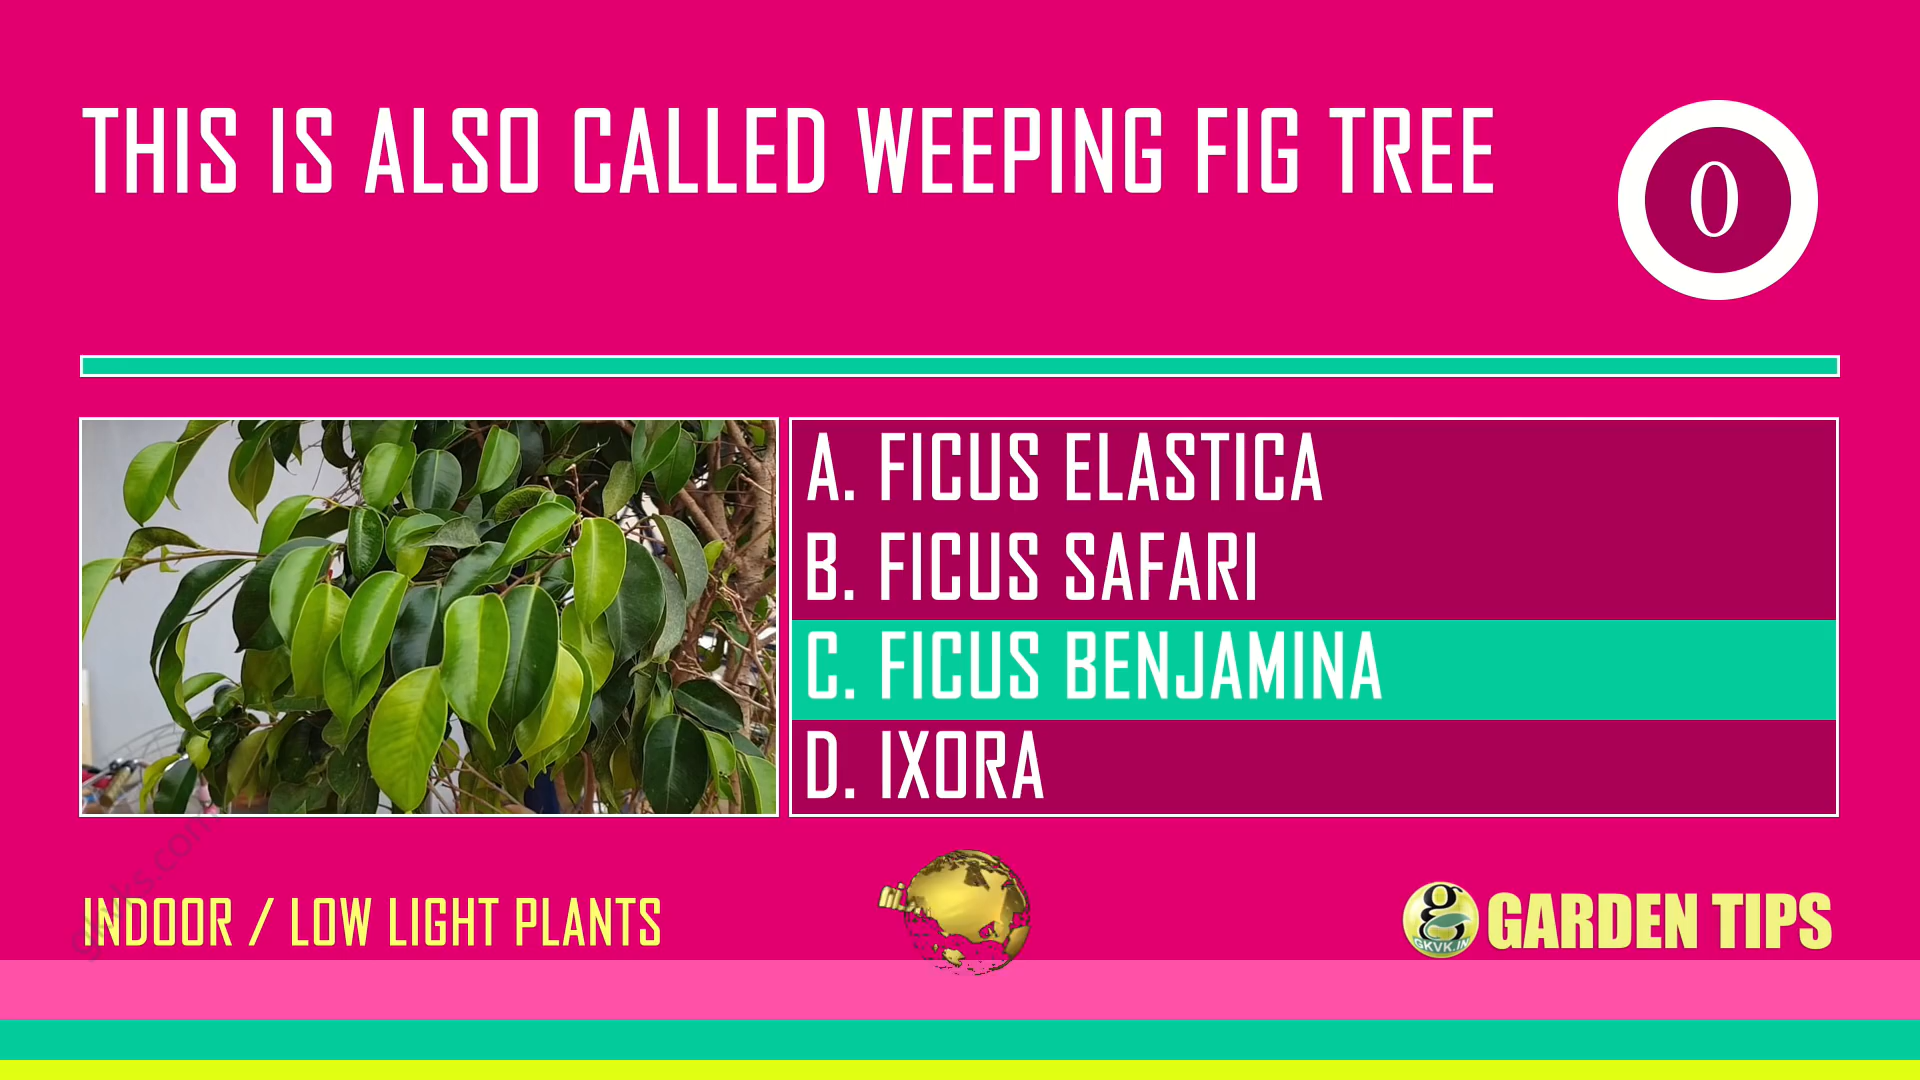 THIS IS ALSO CALLED WEEPING FIG TREE
0
A. FICUS ELASTICA
B. FICUS SAFARI
C. FICUS BENJAMINA
D. IXORA
INDOOR / LOW LIGHT PLANTS
g
GKVK.IN
GARDEN TIPS